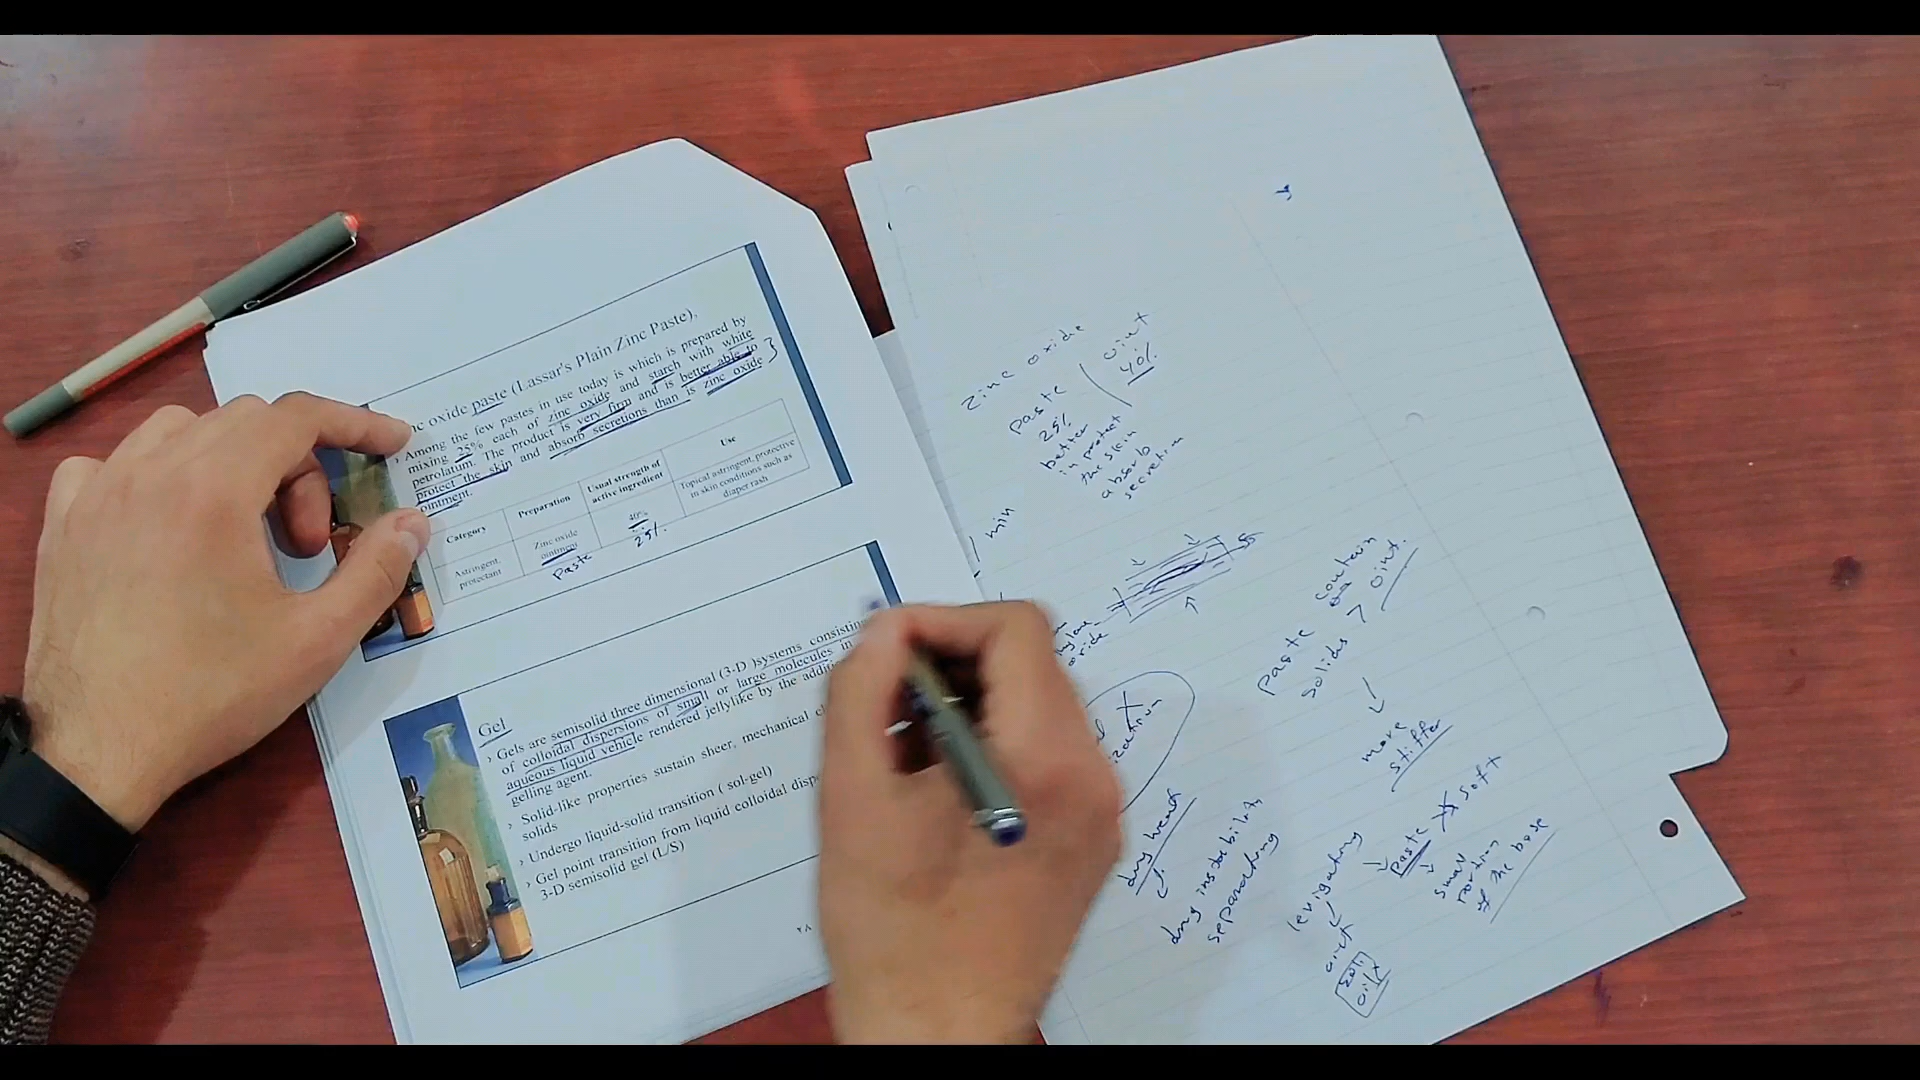 nc oxide paste (Lassar's Plain Zinc Paste),
› Among the few pastes in use today is which is prepared by
mixing 25% each of zinc oxide and starch with white
petrolatum. The product is very firm and is better able to
protect the skin and absorb secretions than is zinc oxide
ointment.
Category Preparation Usual strength of active ingredient Use
Astringent, protectant Zinc oxide ointment 40% Topical astringent, protective in skin conditions such as diaper rash
Paste 25%
Gel
› Gels are semisolid three dimensional (3-D )systems consisting
of colloidal dispersions of small or large molecules in
aqueous liquid vehicle rendered jellylike by the additi
gelling agent.
› Solid-like properties sustain sheer, mechanical
solids
› Undergo liquid-solid transition ( sol-gel)
› Gel point transition from liquid colloidal disp
3-D semisolid gel (L/S)
٢٨
Zinc oxide
paste / oint
25% 40%
better
in protect
the skin
absorb
secretion
min
oxide
X
Paste contain
solids > oint.
↓
more
stiffer
drug instability
separating
levigating
Paste XX soft
small
portion
of the base
oint
oil X